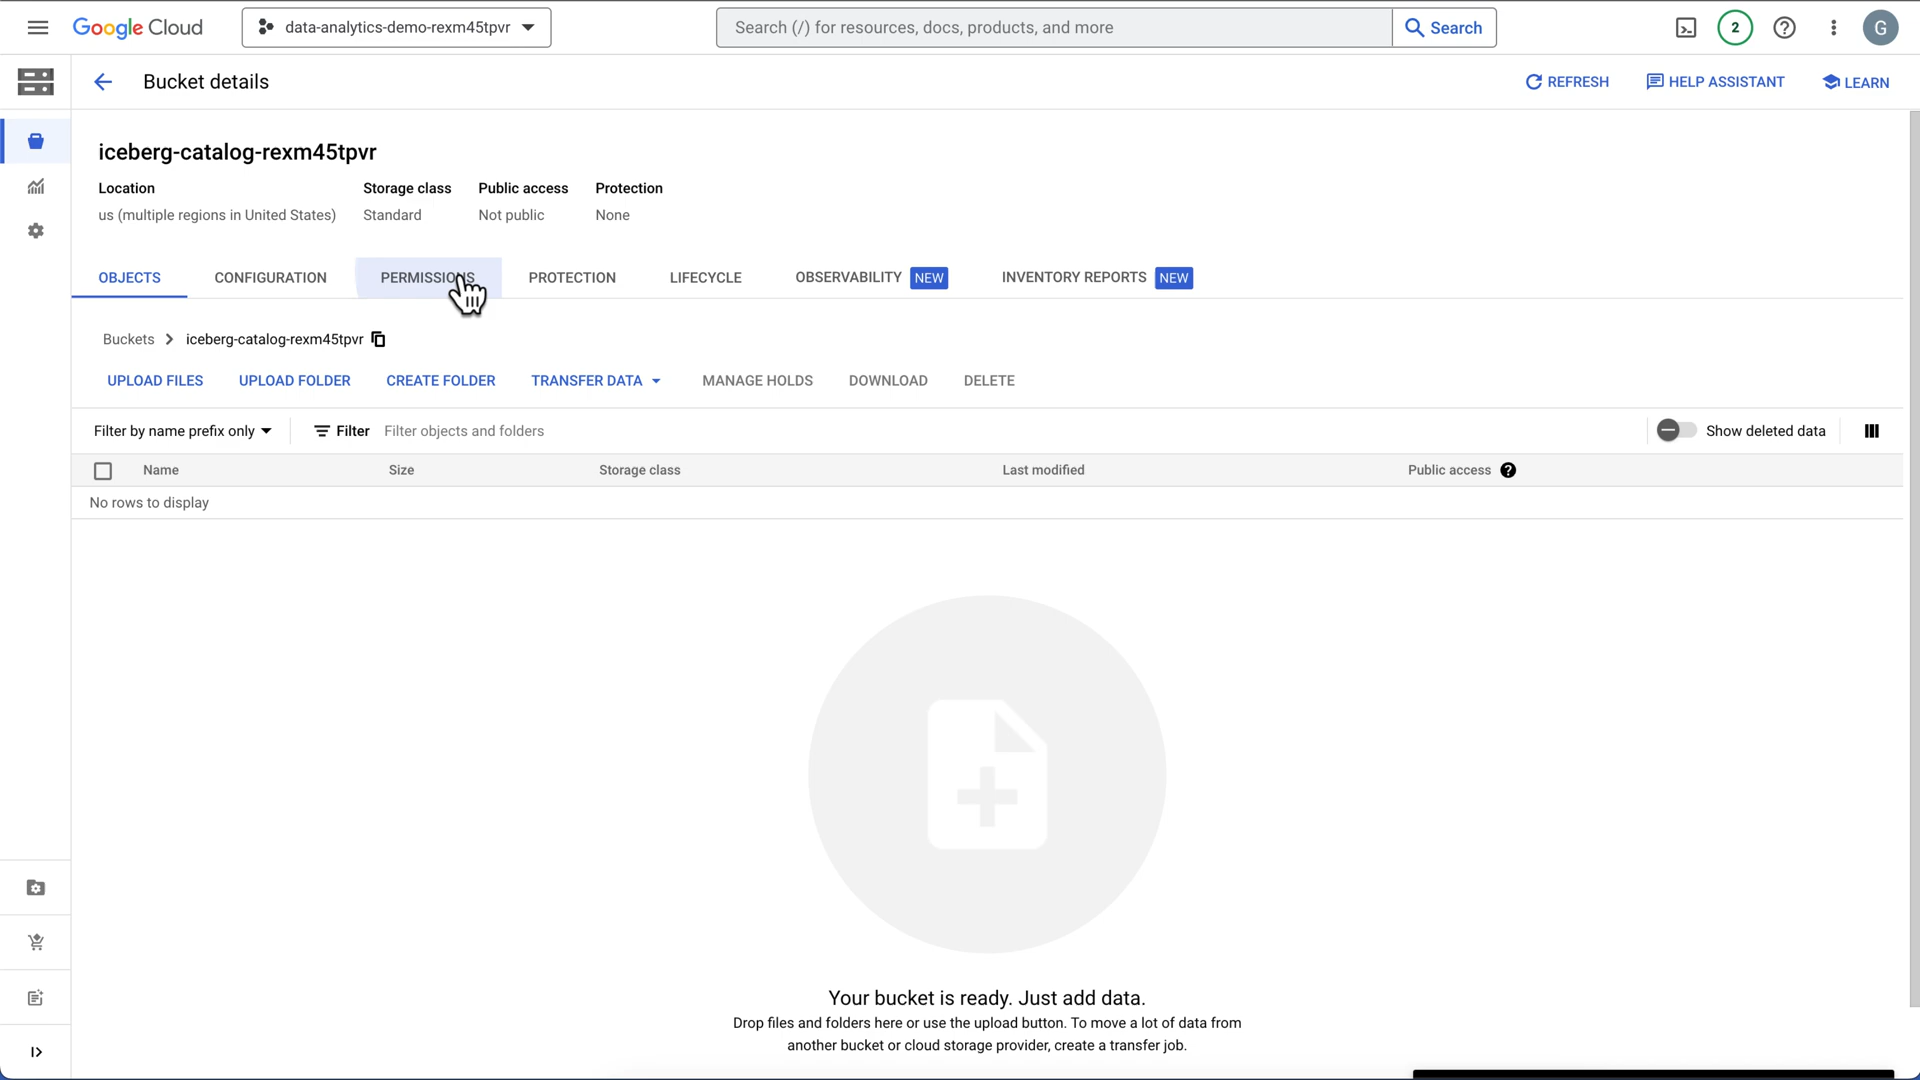 Google Cloud
data-analytics-demo-rexm45tpvr
Search (/) for resources, docs, products, and more
Search
2
G
Bucket details
REFRESH
HELP ASSISTANT
LEARN
iceberg-catalog-rexm45tpvr
Location
Storage class
Public access
Protection
us (multiple regions in United States)
Standard
Not public
None
OBJECTS
CONFIGURATION
PERMISSIONS
PROTECTION
LIFECYCLE
OBSERVABILITY NEW
INVENTORY REPORTS NEW
Buckets > iceberg-catalog-rexm45tpvr
UPLOAD FILES
UPLOAD FOLDER
CREATE FOLDER
TRANSFER DATA
MANAGE HOLDS
DOWNLOAD
DELETE
Filter by name prefix only
Filter
Filter objects and folders
Show deleted data
Name
Size
Storage class
Last modified
Public access
No rows to display
Your bucket is ready. Just add data.
Drop files and folders here or use the upload button. To move a lot of data from
another bucket or cloud storage provider, create a transfer job.